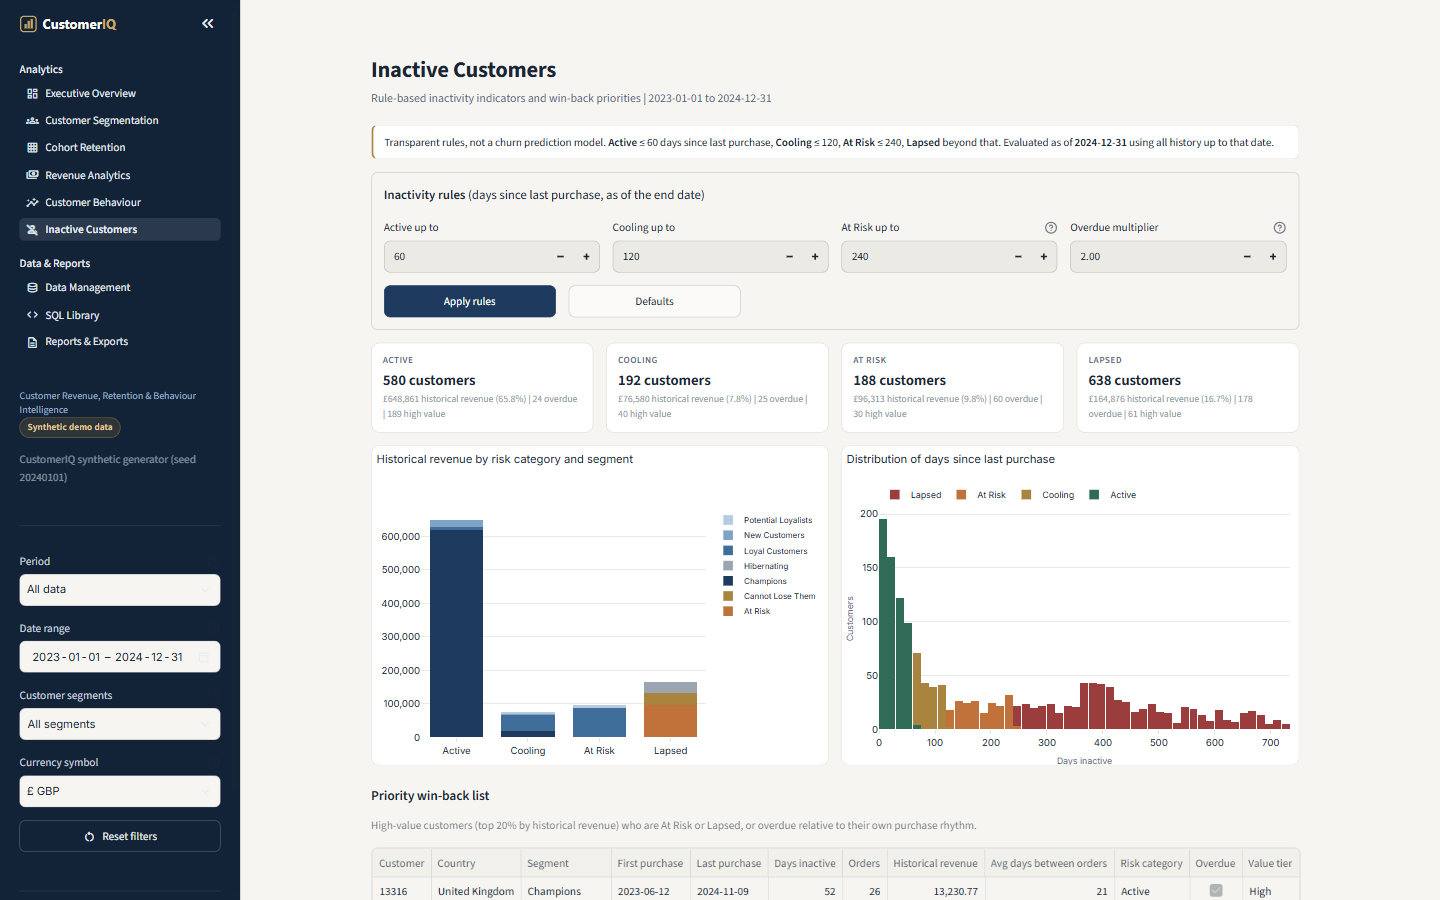 CustomerIQ
Analytics
Executive Overview
Customer Segmentation
Cohort Retention
Revenue Analytics
Customer Behaviour
Inactive Customers
Data & Reports
Data Management
SQL Library
Reports & Exports
Customer Revenue, Retention & Behaviour
Intelligence
Synthetic demo data
CustomerIQ synthetic generator (seed
20240101)
Period
All data
Date range
2023-01-01 – 2024-12-31
Customer segments
All segments
Currency symbol
£ GBP
Reset filters
Inactive Customers
Rule-based inactivity indicators and win-back priorities | 2023-01-01 to 2024-12-31
Transparent rules, not a churn prediction model. Active ≤ 60 days since last purchase, Cooling ≤ 120, At Risk ≤ 240, Lapsed beyond that. Evaluated as of 2024-12-31 using all history up to that date.
Inactivity rules (days since last purchase, as of the end date)
Active up to
Cooling up to
At Risk up to
Overdue multiplier
60 − +
120 − +
240 − +
2.00 − +
Apply rules
Defaults
ACTIVE
580 customers
£648,861 historical revenue (65.8%) | 24 overdue
| 189 high value
COOLING
192 customers
£76,580 historical revenue (7.8%) | 25 overdue |
40 high value
AT RISK
188 customers
£96,313 historical revenue (9.8%) | 60 overdue |
30 high value
LAPSED
638 customers
£164,876 historical revenue (16.7%) | 178
overdue | 61 high value
Historical revenue by risk category and segment
600,000
500,000
400,000
300,000
200,000
100,000
0
Active Cooling At Risk Lapsed
Potential Loyalists
New Customers
Loyal Customers
Hibernating
Champions
Cannot Lose Them
At Risk
Distribution of days since last purchase
Lapsed At Risk Cooling Active
Customers
200
150
100
50
0
0 100 200 300 400 500 600 700
Days inactive
Priority win-back list
High-value customers (top 20% by historical revenue) who are At Risk or Lapsed, or overdue relative to their own purchase rhythm.
Customer Country Segment First purchase Last purchase Days inactive Orders Historical revenue Avg days between orders Risk category Overdue Value tier
13316 United Kingdom Champions 2023-06-12 2024-11-09 52 26 13,230.77 21 Active High